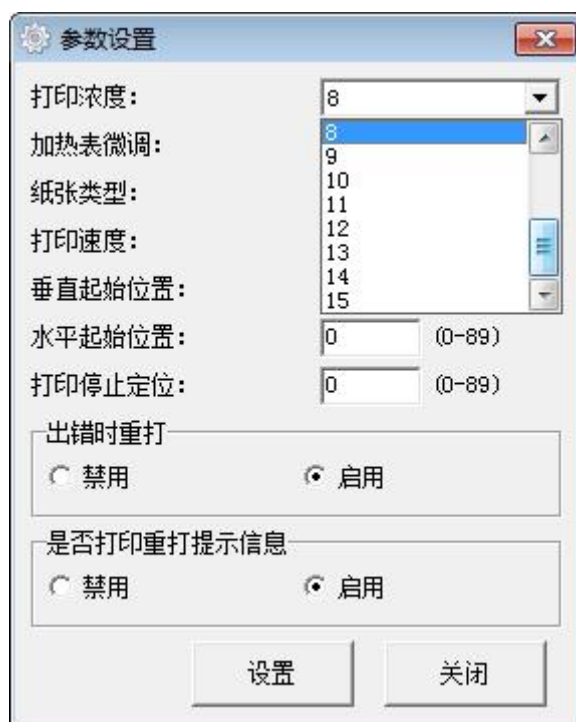 参数设置
打印浓度: 8
8
加热表微调:
9
10
纸张类型:
11
12
打印速度:
13
14
垂直起始位置:
15
水平起始位置: 0 (0-89)
打印停止定位: 0 (0-89)
出错时重打
禁用 启用
是否打印重打提示信息
禁用 启用
设置 关闭